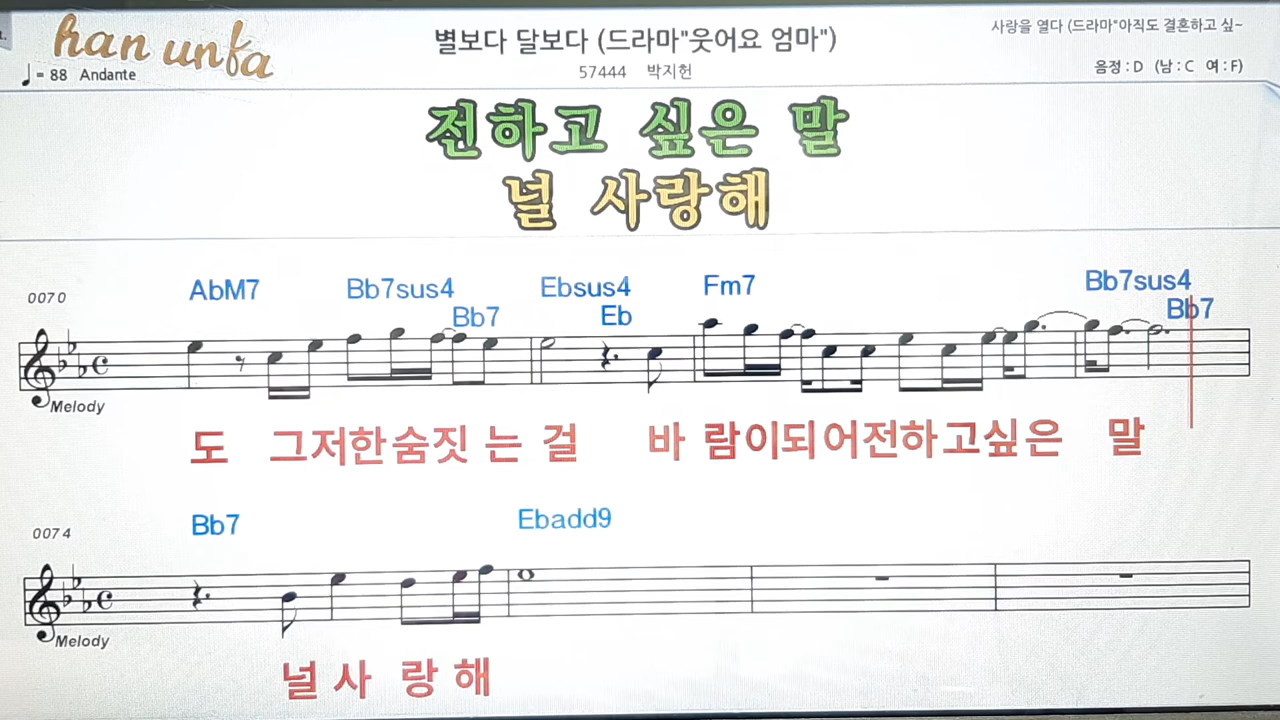 han unfa
별보다 달보다 (드라마"웃어요 엄마")
사랑을 열다 (드라마"아직도 결혼하고 싶~
♩= 88 Andante
57444 박지헌
음정 : D (남 : C 여 : F)
전하고 싶은 말
널 사랑해
0070 AbM7 Bb7sus4 Bb7 Ebsus4 Eb Fm7 Bb7sus4 Bb7
Melody
도 그저한숨짓 는 걸 바 람이되어전하고싶은 말
0074 Bb7 Ebadd9
Melody
널 사 랑 해